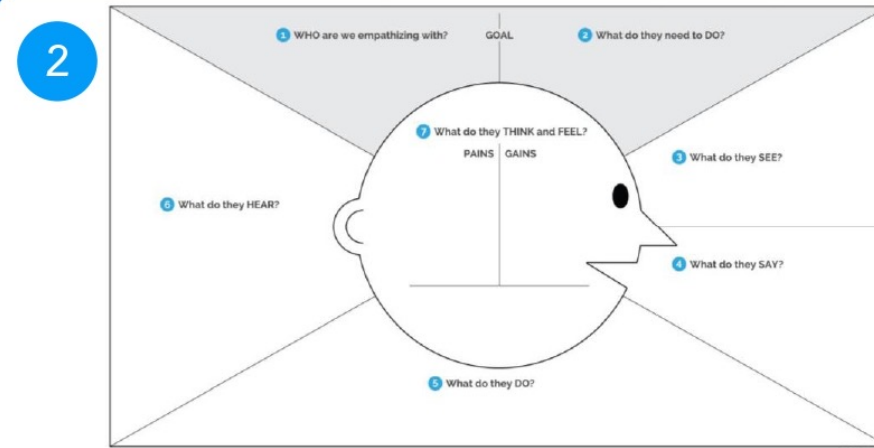 2
1 WHO are we empathizing with?
GOAL
2 What do they need to DO?
7 What do they THINK and FEEL?
PAINS
GAINS
3 What do they SEE?
6 What do they HEAR?
4 What do they SAY?
5 What do they DO?